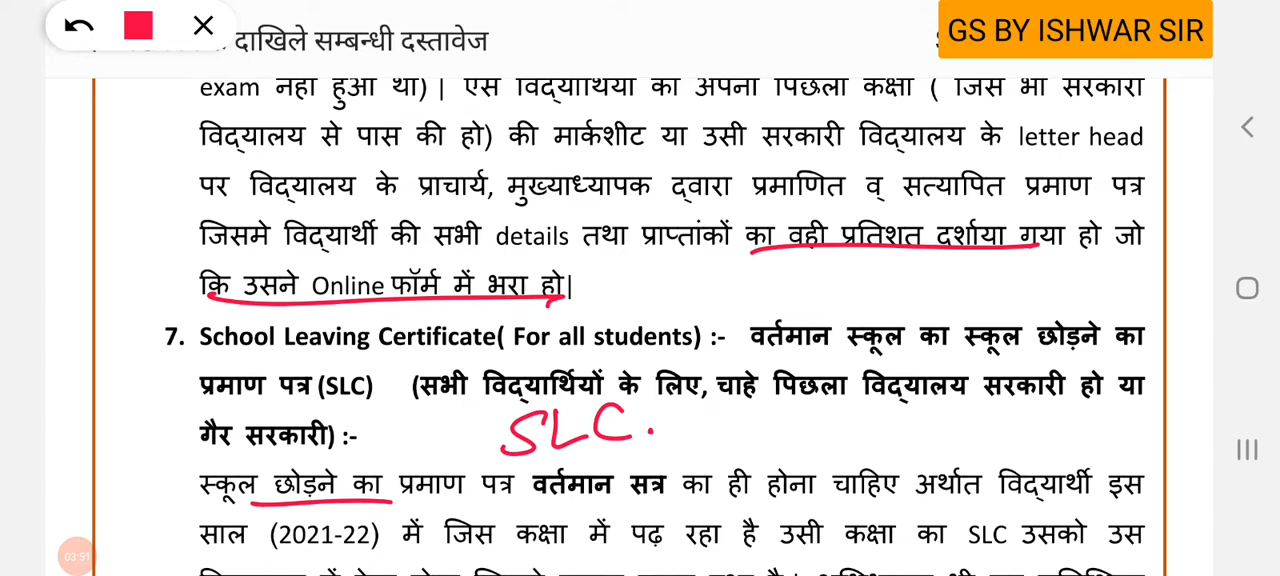 दाखिले सम्बन्धी दस्तावेज
GS BY ISHWAR SIR
exam नहीं हुआ था)| ऐसे विद्यार्थियों को अपनी पिछली कक्षा ( जिस भी सरकारी
विद्यालय से पास की हो) की मार्कशीट या उसी सरकारी विद्यालय के letter head
पर विद्यालय के प्राचार्य, मुख्याध्यापक द्वारा प्रमाणित व् सत्यापित प्रमाण पत्र
जिसमे विद्यार्थी की सभी details तथा प्राप्तांकों का वही प्रतिशत दर्शाया गया हो जो
कि उसने Online फॉर्म में भरा हो|
7. School Leaving Certificate( For all students) :- वर्तमान स्कूल का स्कूल छोड़ने का
प्रमाण पत्र (SLC) (सभी विद्यार्थियों के लिए, चाहे पिछला विद्यालय सरकारी हो या
गैर सरकारी) :-
SLC.
स्कूल छोड़ने का प्रमाण पत्र वर्तमान सत्र का ही होना चाहिए अर्थात विद्यार्थी इस
साल (2021-22) में जिस कक्षा में पढ़ रहा है उसी कक्षा का SLC उसको उस
03:51